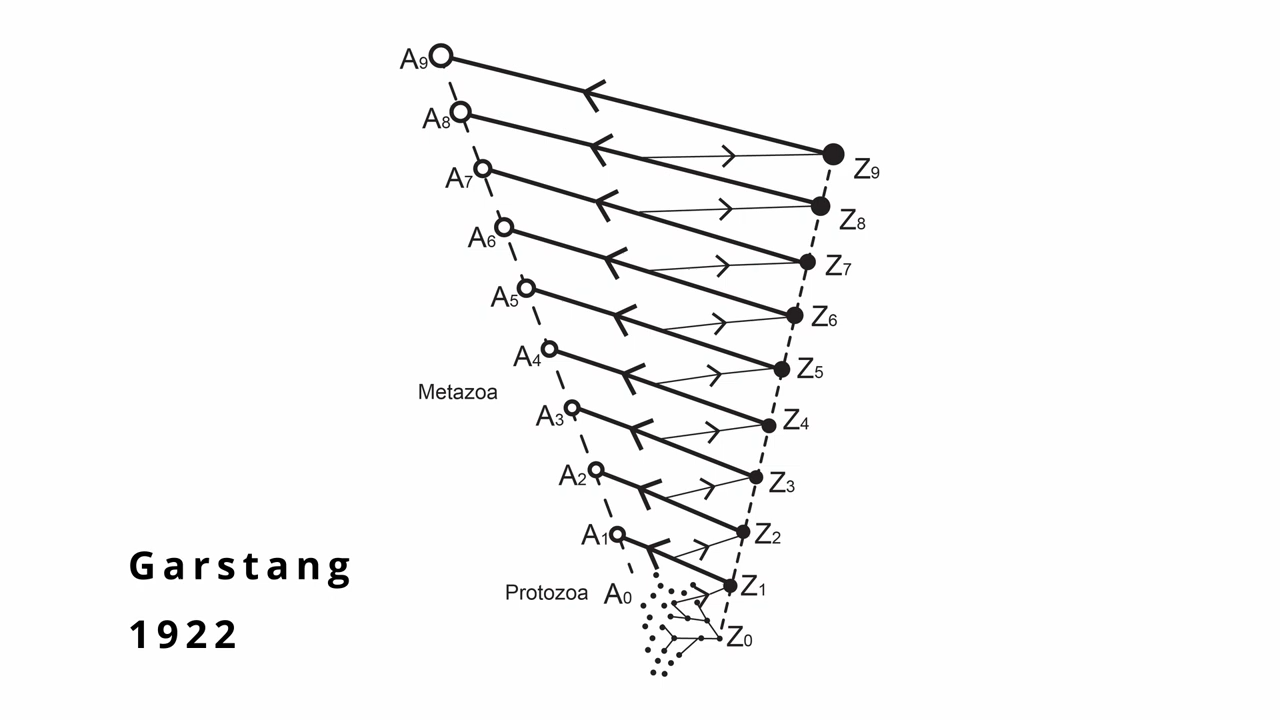 A9
Z9
A8
Z8
A7
Z7
A6
Z6
A5
Z5
A4
Z4
Metazoa
A3
Z3
A2
Z2
A1
Z1
Protozoa A0
Z0
Garstang
1922